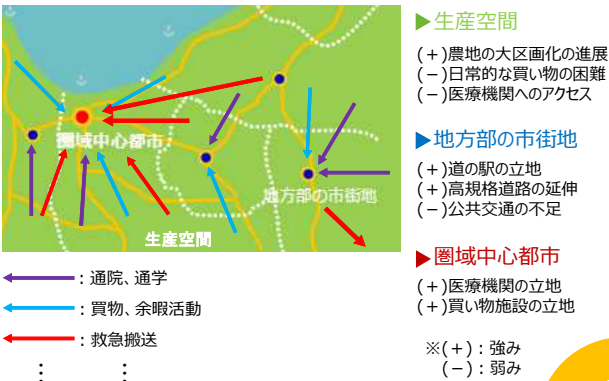 圏域中心都市
地方部の市街地
生産空間
：通院、通学
：買物、余暇活動
：救急搬送
︙　︙
▶生産空間
(＋)農地の大区画化の進展
(－)日常的な買い物の困難
(－)医療機関へのアクセス
▶地方部の市街地
(＋)道の駅の立地
(＋)高規格道路の延伸
(－)公共交通の不足
▶圏域中心都市
(＋)医療機関の立地
(＋)買い物施設の立地
※(＋)：強み
(－)：弱み